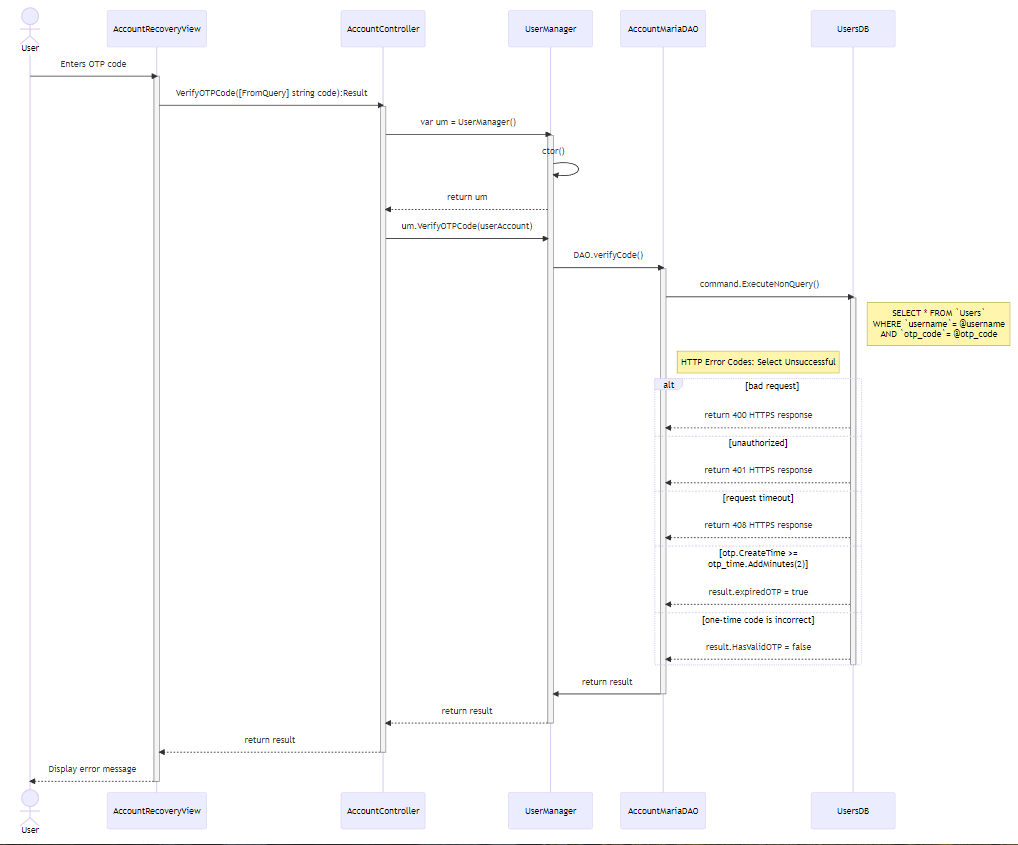 User
AccountRecoveryView
AccountController
UserManager
AccountMariaDAO
UsersDB
Enters OTP code
VerifyOTPCode([FromQuery] string code):Result
var um = UserManager()
ctor()
return um
um.VerifyOTPCode(userAccount)
DAO.verifyCode()
command.ExecuteNonQuery()
SELECT * FROM `Users`
WHERE `username`= @username
AND `otp_code`= @otp_code
HTTP Error Codes: Select Unsuccessful
alt
[bad request]
return 400 HTTPS response
[unauthorized]
return 401 HTTPS response
[request timeout]
return 408 HTTPS response
[otp.CreateTime >=
otp_time.AddMinutes(2)]
result.expiredOTP = true
[one-time code is incorrect]
result.HasValidOTP = false
return result
return result
return result
Display error message
User
AccountRecoveryView
AccountController
UserManager
AccountMariaDAO
UsersDB